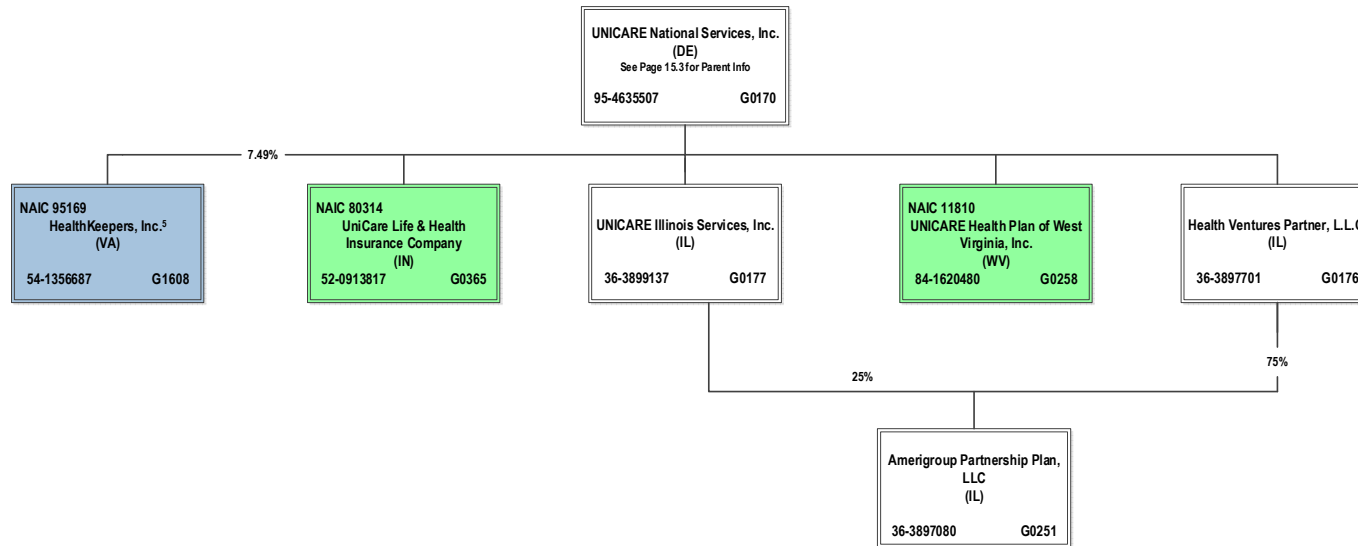 UNICARE National Services, Inc.
(DE)
See Page 15.3 for Parent Info
95-4635507 G0170
7.49%
NAIC 95169
HealthKeepers, Inc.⁵
(VA)
54-1356687 G1608
NAIC 80314
UniCare Life & Health
Insurance Company
(IN)
52-0913817 G0365
UNICARE Illinois Services, Inc.
(IL)
36-3899137 G0177
NAIC 11810
UNICARE Health Plan of West
Virginia, Inc.
(WV)
84-1620480 G0258
Health Ventures Partner, L.L.C
(IL)
36-3897701 G0176
25%
75%
Amerigroup Partnership Plan,
LLC
(IL)
36-3897080 G0251